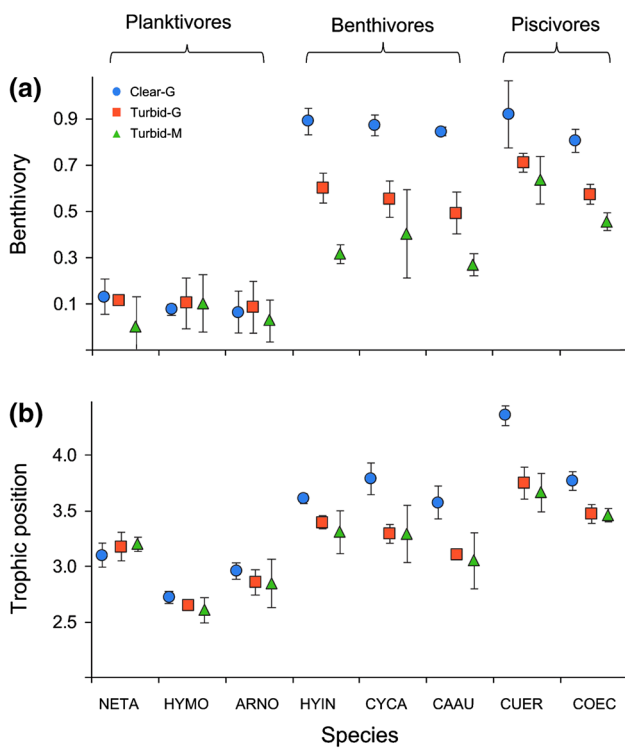 Planktivores Benthivores Piscivores
(a)
Clear-G
Turbid-G
Turbid-M
Benthivory
0.9
0.7
0.5
0.3
0.1
(b)
Trophic position
4.0
3.5
3.0
2.5
NETA HYMO ARNO HYIN CYCA CAAU CUER COEC
Species